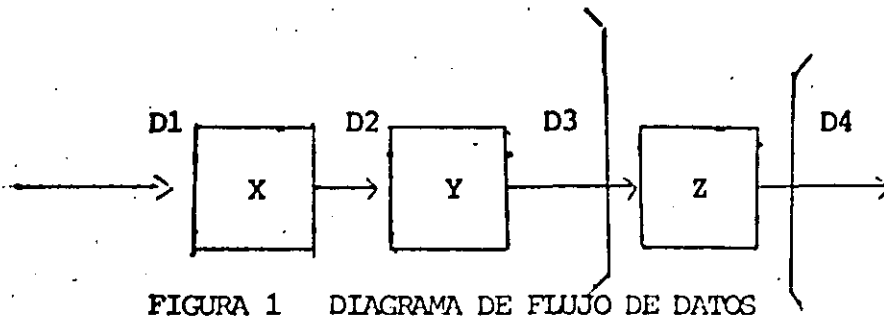 D1 D2 D3 D4
X Y Z
FIGURA 1 DIAGRAMA DE FLUJO DE DATOS